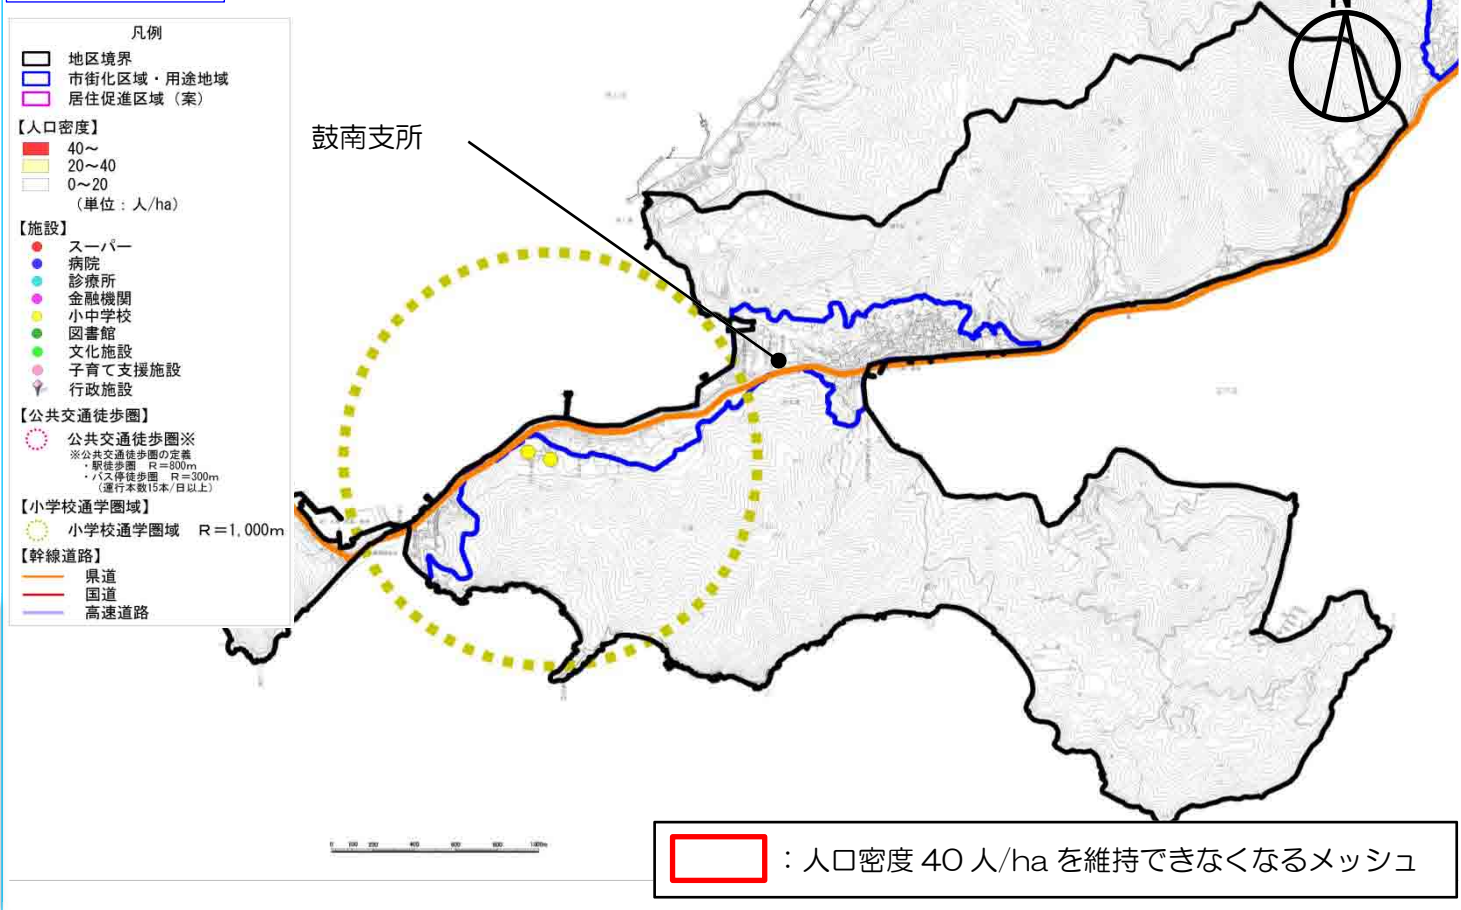 凡例
地区境界
市街化区域・用途地域
居住促進区域（案）
【人口密度】
40～
20～40
0～20
（単位：人/ha）
【施設】
スーパー
病院
診療所
金融機関
小中学校
図書館
文化施設
子育て支援施設
行政施設
【公共交通徒歩圏】
公共交通徒歩圏※
※公共交通徒歩圏の定義
・駅徒歩圏 R＝800m
・バス停徒歩圏 R＝300m
（運行本数15本/日以上）
【小学校通学圏域】
小学校通学圏域 R＝1,000m
【幹線道路】
県道
国道
高速道路
鼓南支所
N
0 100 200 400 600 800 1,000m
：人口密度 40 人/ha を維持できなくなるメッシュ